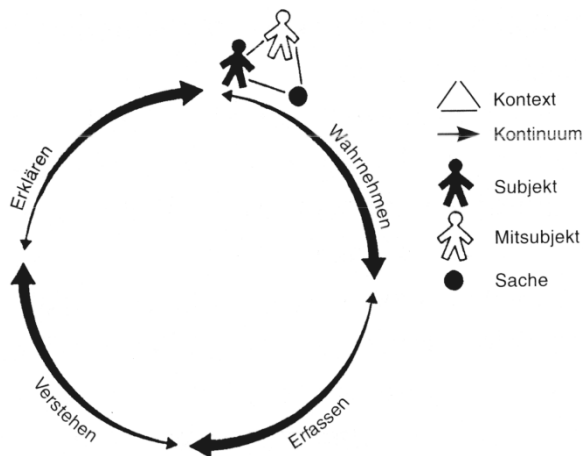 Erklären
Wahrnehmen
Verstehen
Erfassen
Kontext
Kontinuum
Subjekt
Mitsubjekt
Sache